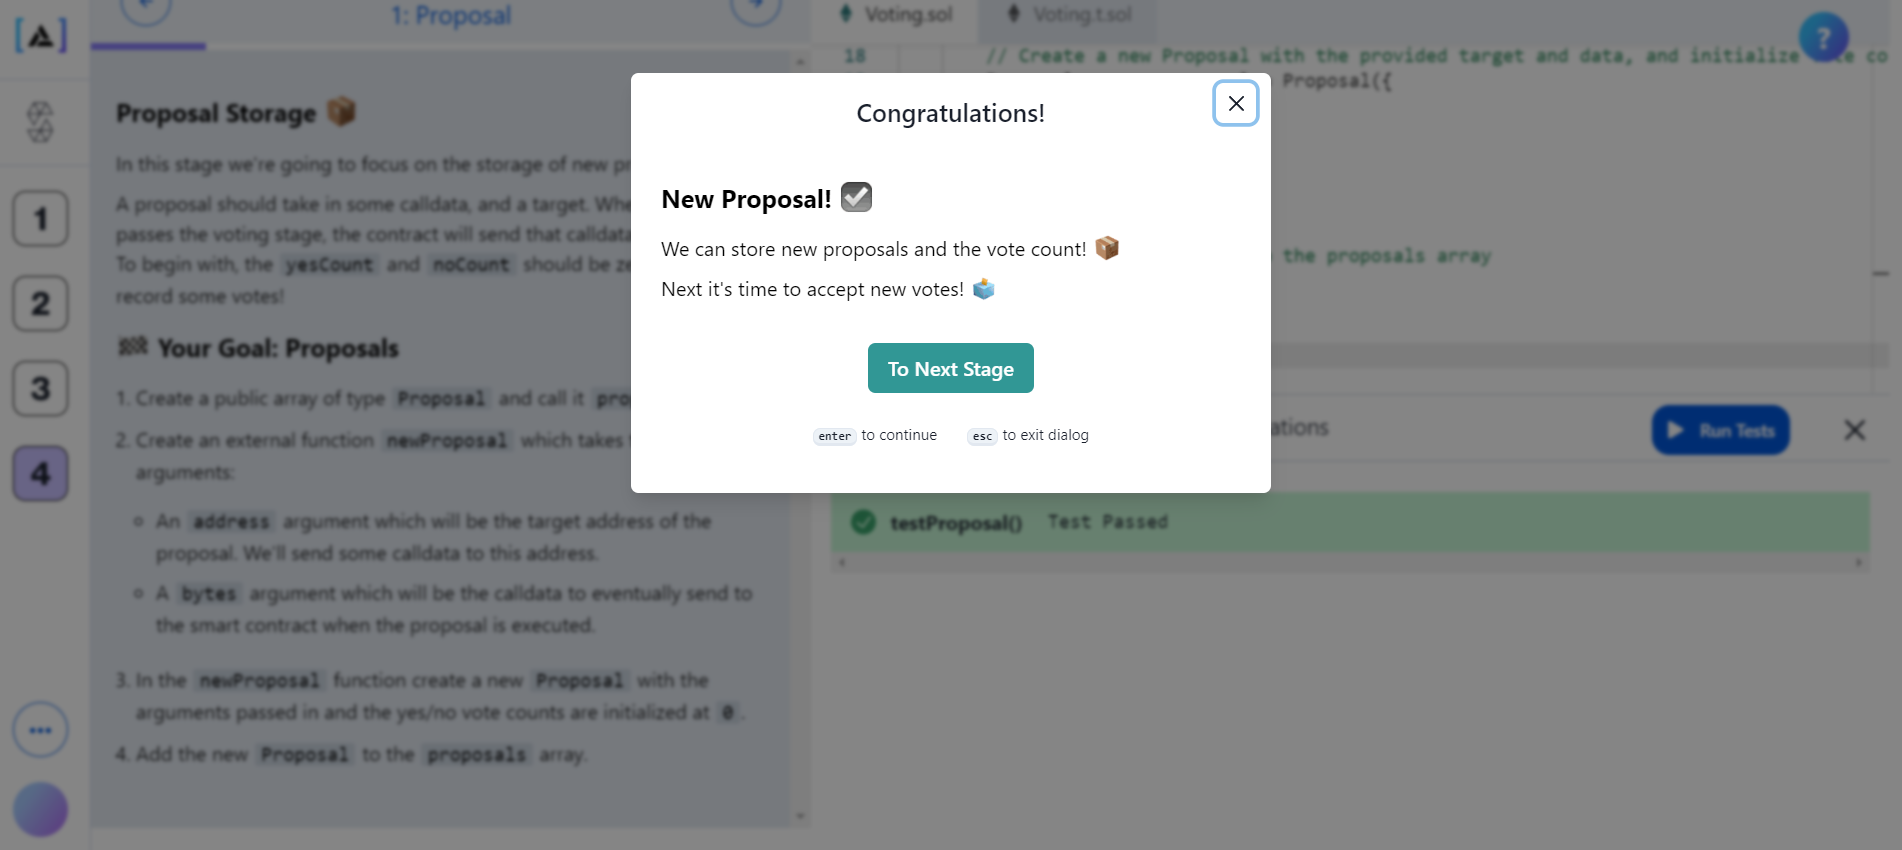 1: Proposal
Voting.sol
Voting.t.sol
?
18 // Create a new Proposal with the provided target and data, and initialize
Proposal({
the proposals array
Proposal Storage 📦
In this stage we're going to focus on the storage of new
A proposal should take in some calldata, and a target.
passes the voting stage, the contract will send that calldata
To begin with, the yesCount and noCount should be
record some votes!
🏁 Your Goal: Proposals
1. Create a public array of type Proposal and call it
2. Create an external function newProposal which takes
arguments:
An address argument which will be the target address of the
proposal. We'll send some calldata to this address.
A bytes argument which will be the calldata to eventually send to
the smart contract when the proposal is executed.
3. In the newProposal function create a new Proposal with the
arguments passed in and the yes/no vote counts are initialized at 0.
4. Add the new Proposal to the proposals array.
1
2
3
4
Congratulations!
New Proposal! ☑️
We can store new proposals and the vote count! 📦
Next it's time to accept new votes! 🗳️
To Next Stage
enter to continue esc to exit dialog
Run Tests
testProposal() Test Passed